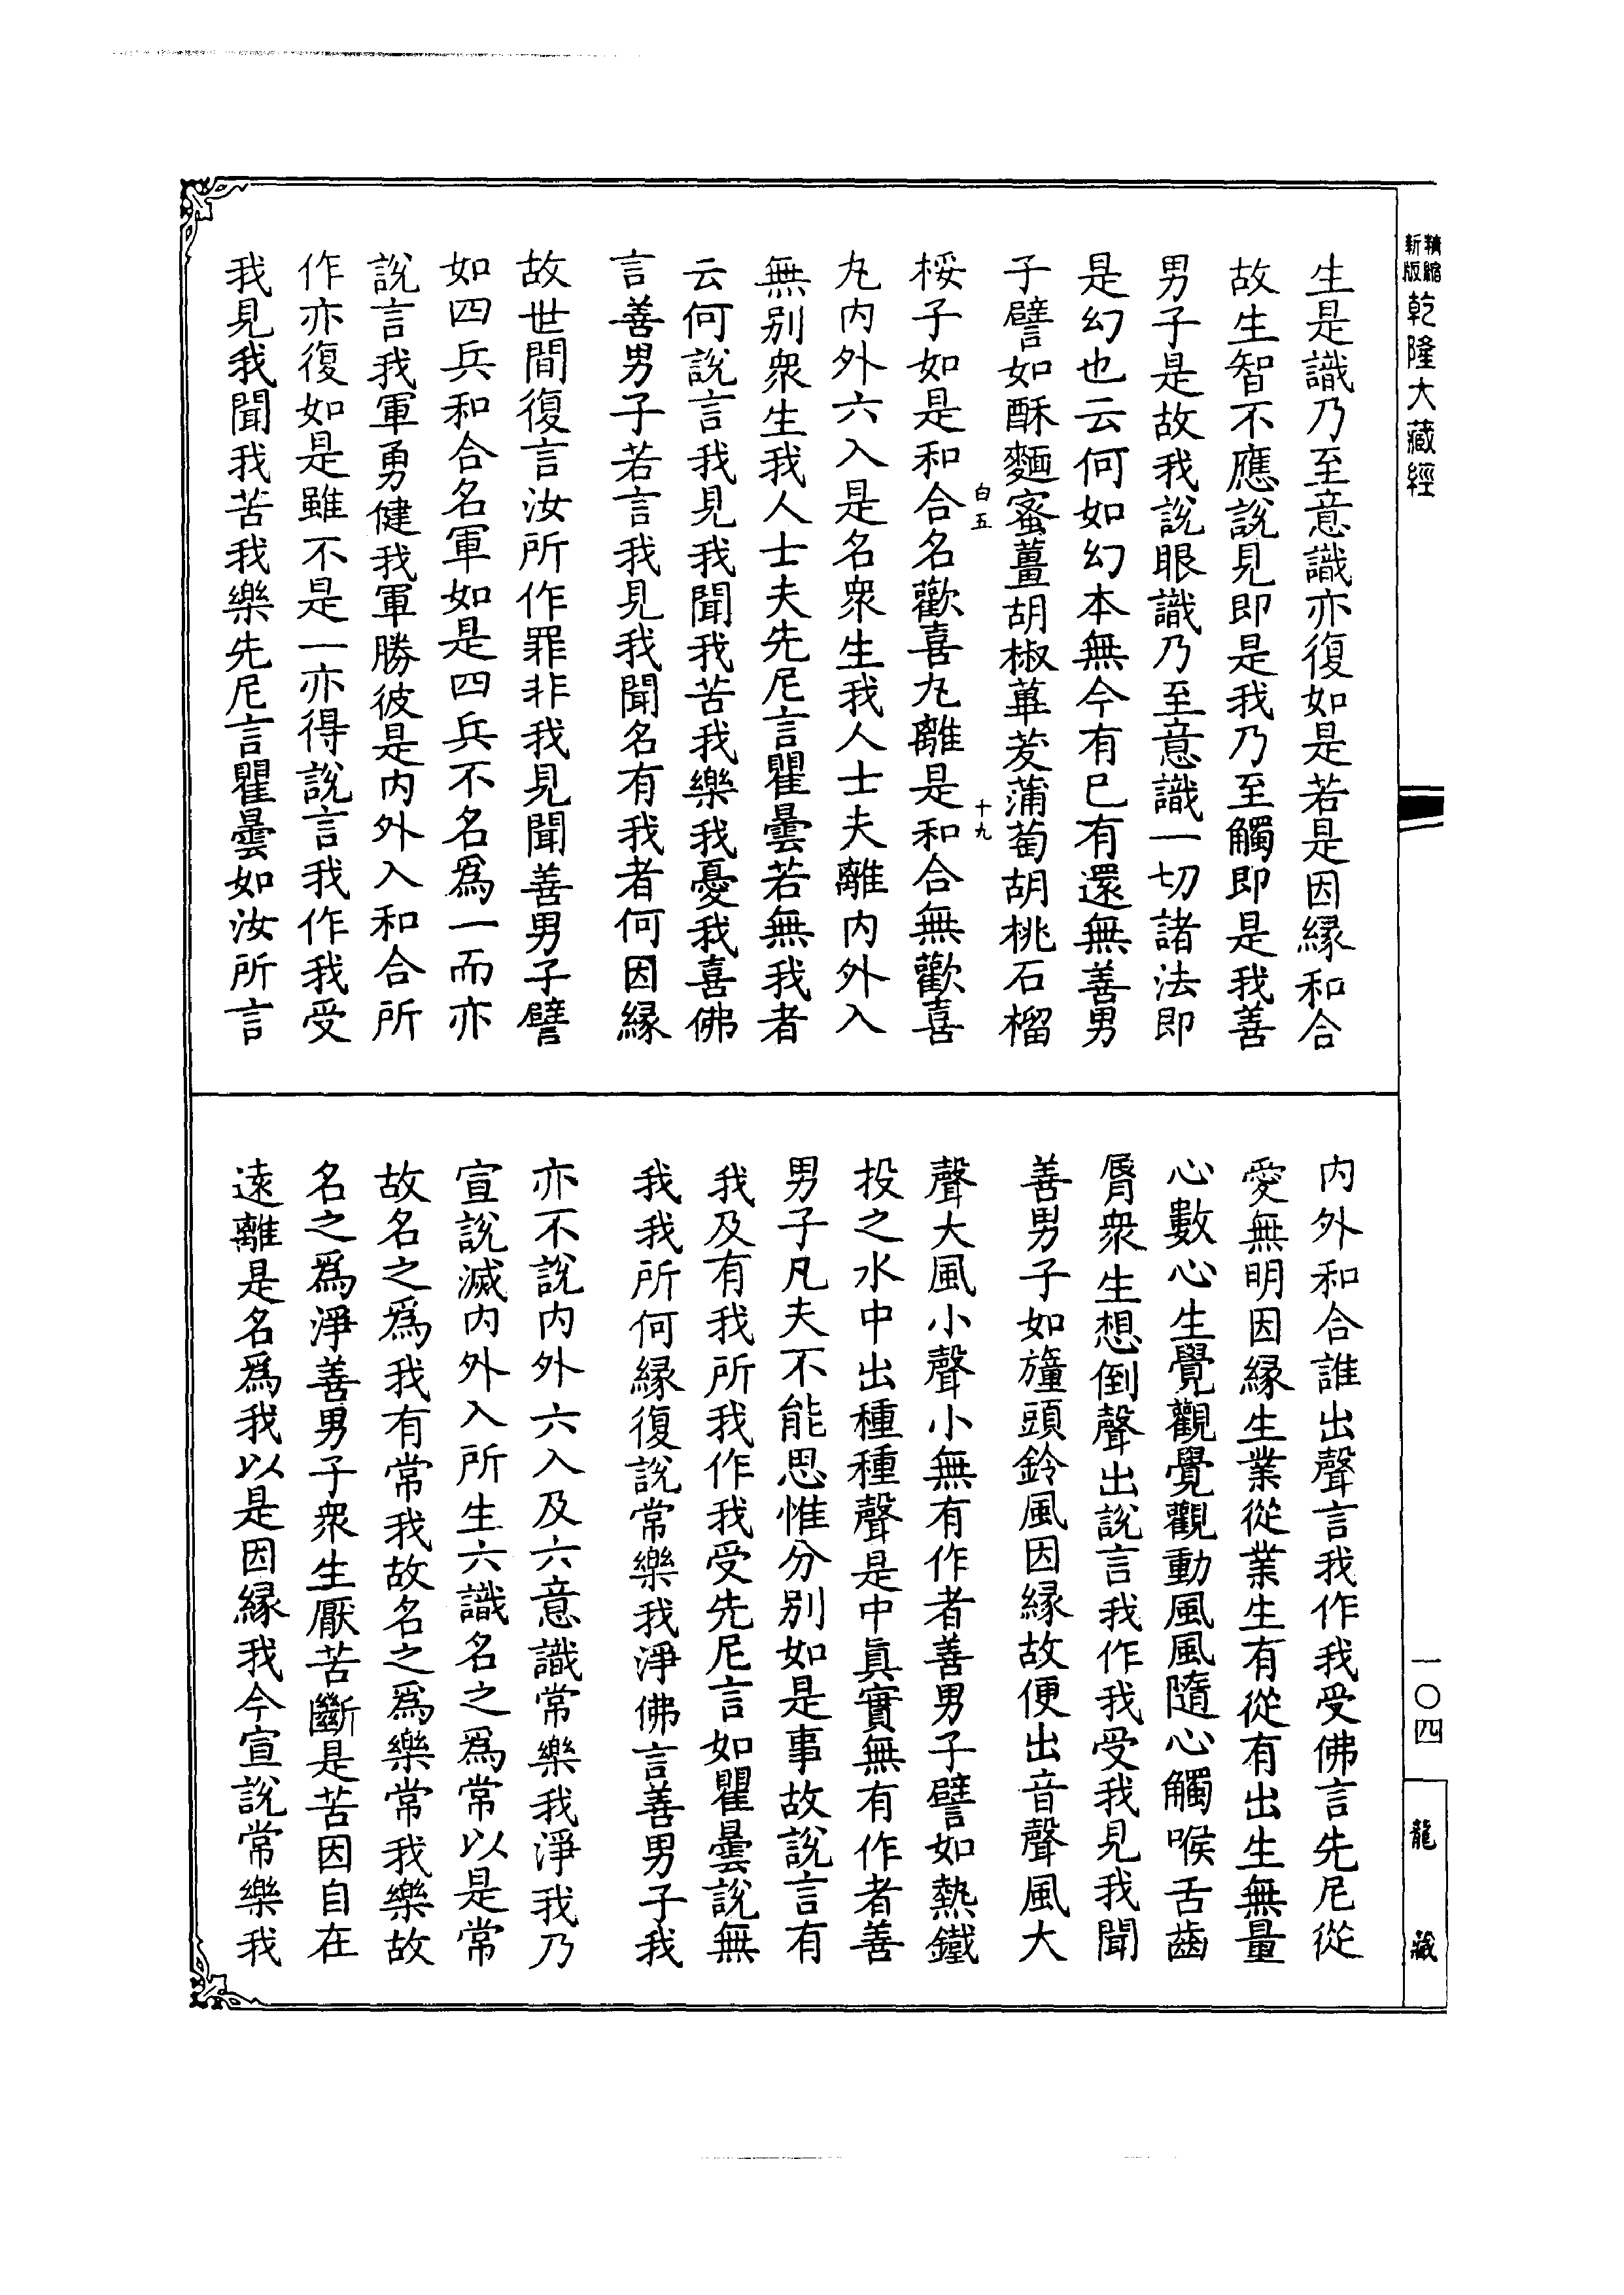 精縮新版
乾隆大藏經
生是識乃至意識亦復如是若是因緣和合
故生智不應說見即是我乃至觸即是我善
男子是故我說眼識乃至意識一切諸法即
是幻也云何如幻本無今有已有還無善男
子譬如酥麵蜜薑胡椒蓽茇蒲萄胡桃石榴
白五
十九
桵子如是和合名歡喜丸離是和合無歡喜
丸內外六入是名眾生我人士夫離內外入
無別眾生我人士夫先尼言瞿曇若無我者
云何說言我見我聞我苦我樂我憂我喜佛
言善男子若言我見我聞名有我者何因緣
故世間復言汝所作罪非我見聞善男子譬
如四兵和合名軍如是四兵不名爲一而亦
說言我軍勇健我軍勝彼是內外入和合所
作亦復如是雖不是一亦得說言我作我受
我見我聞我苦我樂先尼言瞿曇如汝所言
內外和合誰出聲言我作我受佛言先尼從
愛無明因緣生業從業生有從有出生無量
心數心生覺觀覺觀動風風隨心觸喉舌齒
脣眾生想倒聲出說言我作我受我見我聞
善男子如旛頭鈴風因緣故便出音聲風大
聲大風小聲小無有作者善男子譬如熱鐵
投之水中出種種聲是中眞實無有作者善
男子凡夫不能思惟分別如是事故說言有
我及有我所我作我受先尼言如瞿曇說無
我我所何緣復說常樂我淨佛言善男子我
亦不說內外六入及六意識常樂我淨我乃
宣說滅內外入所生六識名之爲常以是常
故名之爲我有常我故名之爲樂常我樂故
名之爲淨善男子眾生厭苦斷是苦因自在
遠離是名爲我以是因緣我今宣說常樂我
一〇四
龍藏